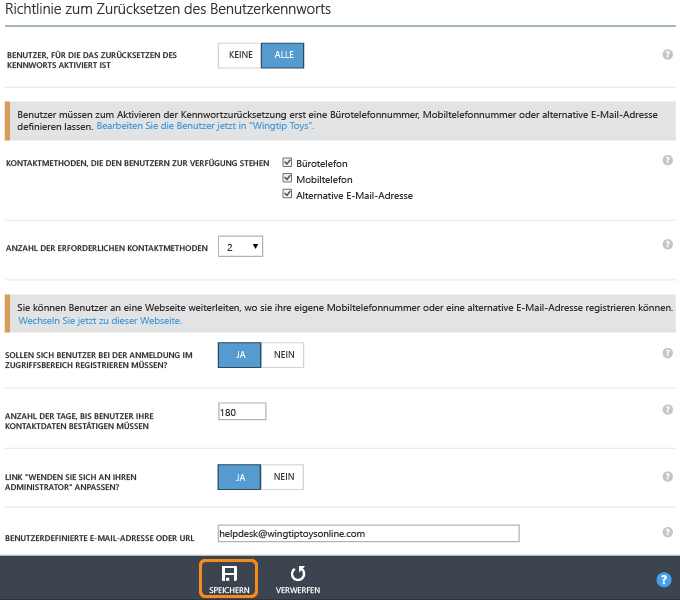 Richtlinie zum Zurücksetzen des Benutzerkennworts
BENUTZER, FÜR DIE DAS ZURÜCKSETZEN DES
KENNWORTS AKTIVIERT IST
KEINE ALLE
?
Benutzer müssen zum Aktivieren der Kennwortzurücksetzung erst eine Bürotelefonnummer, Mobiltelefonnummer oder alternative E-Mail-Adresse
definieren lassen. Bearbeiten Sie die Benutzer jetzt in "Wingtip Toys".
KONTAKTMETHODEN, DIE DEN BENUTZERN ZUR VERFÜGUNG STEHEN
Bürotelefon
Mobiltelefon
Alternative E-Mail-Adresse
?
ANZAHL DER ERFORDERLICHEN KONTAKTMETHODEN
2
?
Sie können Benutzer an eine Webseite weiterleiten, wo sie ihre eigene Mobiltelefonnummer oder eine alternative E-Mail-Adresse registrieren können.
Wechseln Sie jetzt zu dieser Webseite.
SOLLEN SICH BENUTZER BEI DER ANMELDUNG IM
ZUGRIFFSBEREICH REGISTRIEREN MÜSSEN?
JA NEIN
?
ANZAHL DER TAGE, BIS BENUTZER IHRE
KONTAKTDATEN BESTÄTIGEN MÜSSEN
180
?
LINK "WENDEN SIE SICH AN IHREN
ADMINISTRATOR" ANPASSEN?
JA NEIN
?
BENUTZERDEFINIERTE E-MAIL-ADRESSE ODER URL
helpdesk@wingtiptoysonline.com
?
SPEICHERN VERWERFEN
?